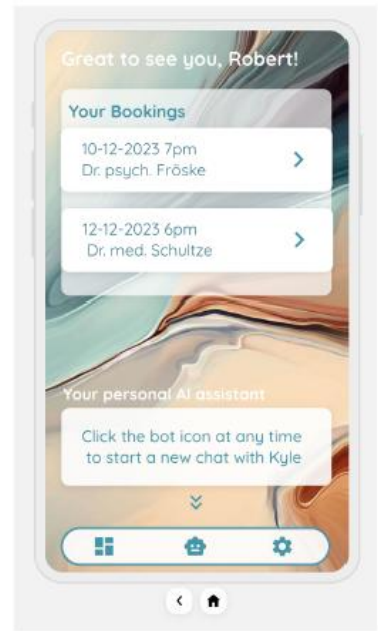 Great to see you, Robert!
Your Bookings
10-12-2023 7pm
Dr. psych. Fröske
12-12-2023 6pm
Dr. med. Schultze
Your personal AI assistant
Click the bot icon at any time
to start a new chat with Kyle